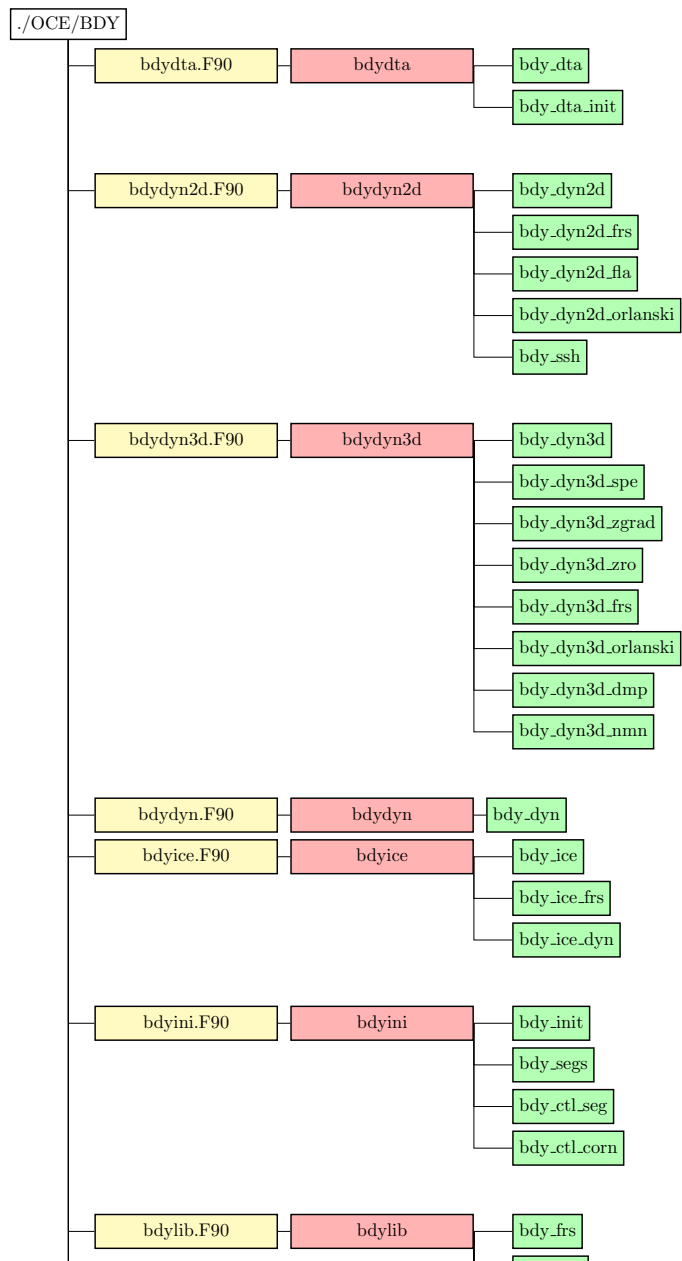 ./OCE/BDY
bdydta.F90 bdydta bdy_dta
bdy_dta_init
bdydyn2d.F90 bdydyn2d bdy_dyn2d
bdy_dyn2d_frs
bdy_dyn2d_fla
bdy_dyn2d_orlanski
bdy_ssh
bdydyn3d.F90 bdydyn3d bdy_dyn3d
bdy_dyn3d_spe
bdy_dyn3d_zgrad
bdy_dyn3d_zro
bdy_dyn3d_frs
bdy_dyn3d_orlanski
bdy_dyn3d_dmp
bdy_dyn3d_nmn
bdydyn.F90 bdydyn bdy_dyn
bdyice.F90 bdyice bdy_ice
bdy_ice_frs
bdy_ice_dyn
bdyini.F90 bdyini bdy_init
bdy_segs
bdy_ctl_seg
bdy_ctl_corn
bdylib.F90 bdylib bdy_frs